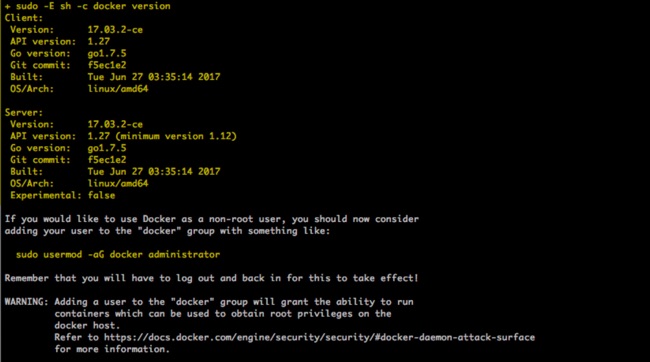 + sudo -E sh -c docker version
Client:
 Version:      17.03.2-ce
 API version:  1.27
 Go version:   go1.7.5
 Git commit:   f5ec1e2
 Built:        Tue Jun 27 03:35:14 2017
 OS/Arch:      linux/amd64

Server:
 Version:      17.03.2-ce
 API version:  1.27 (minimum version 1.12)
 Go version:   go1.7.5
 Git commit:   f5ec1e2
 Built:        Tue Jun 27 03:35:14 2017
 OS/Arch:      linux/amd64
 Experimental: false

If you would like to use Docker as a non-root user, you should now consider
adding your user to the "docker" group with something like:

  sudo usermod -aG docker administrator

Remember that you will have to log out and back in for this to take effect!

WARNING: Adding a user to the "docker" group will grant the ability to run
         containers which can be used to obtain root privileges on the
         docker host.
         Refer to https://docs.docker.com/engine/security/security/#docker-daemon-attack-surface
         for more information.